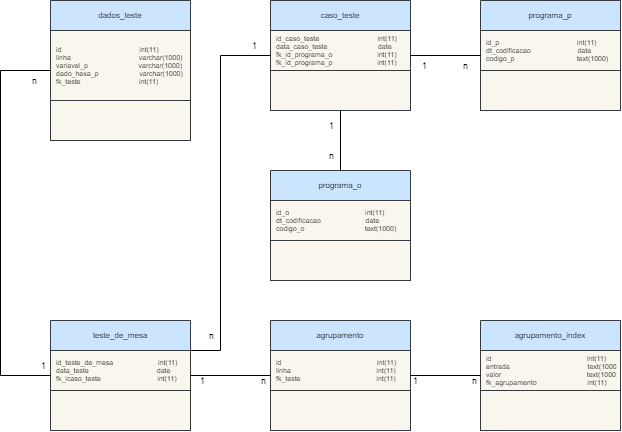 dados_teste
id int(11)
linha varchar(1000)
variavel_p varchar(1000)
dado_hexa_p varchar(1000)
fk_teste int(11)
caso_teste
id_caso_teste int(11)
data_caso_teste date
fk_id_programa_o int(11)
fk_id_programa_p int(11)
programa_p
id_p int(11)
dt_codificacao date
codigo_p text(1000)
1
1
n
n
1
n
programa_o
id_o int(11)
dt_codificacao date
codigo_o text(1000)
teste_de_mesa
id_teste_de_mesa int(11)
data_teste date
fk_icaso_teste int(11)
n
1
1
n
agrupamento
id int(11)
linha int(11)
fk_teste int(11)
1
n
agrupamento_index
id int(11)
entrada text(1000
valor text(1000
fk_agrupamento int(11)